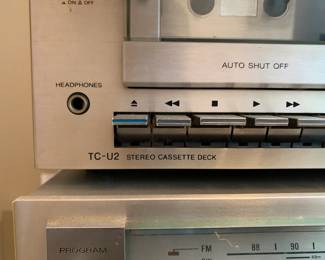 ▲ ON △ OFF
AUTO SHUT OFF
HEADPHONES
TC-U2 STEREO CASSETTE DECK
PROGRAM
FM 88 90